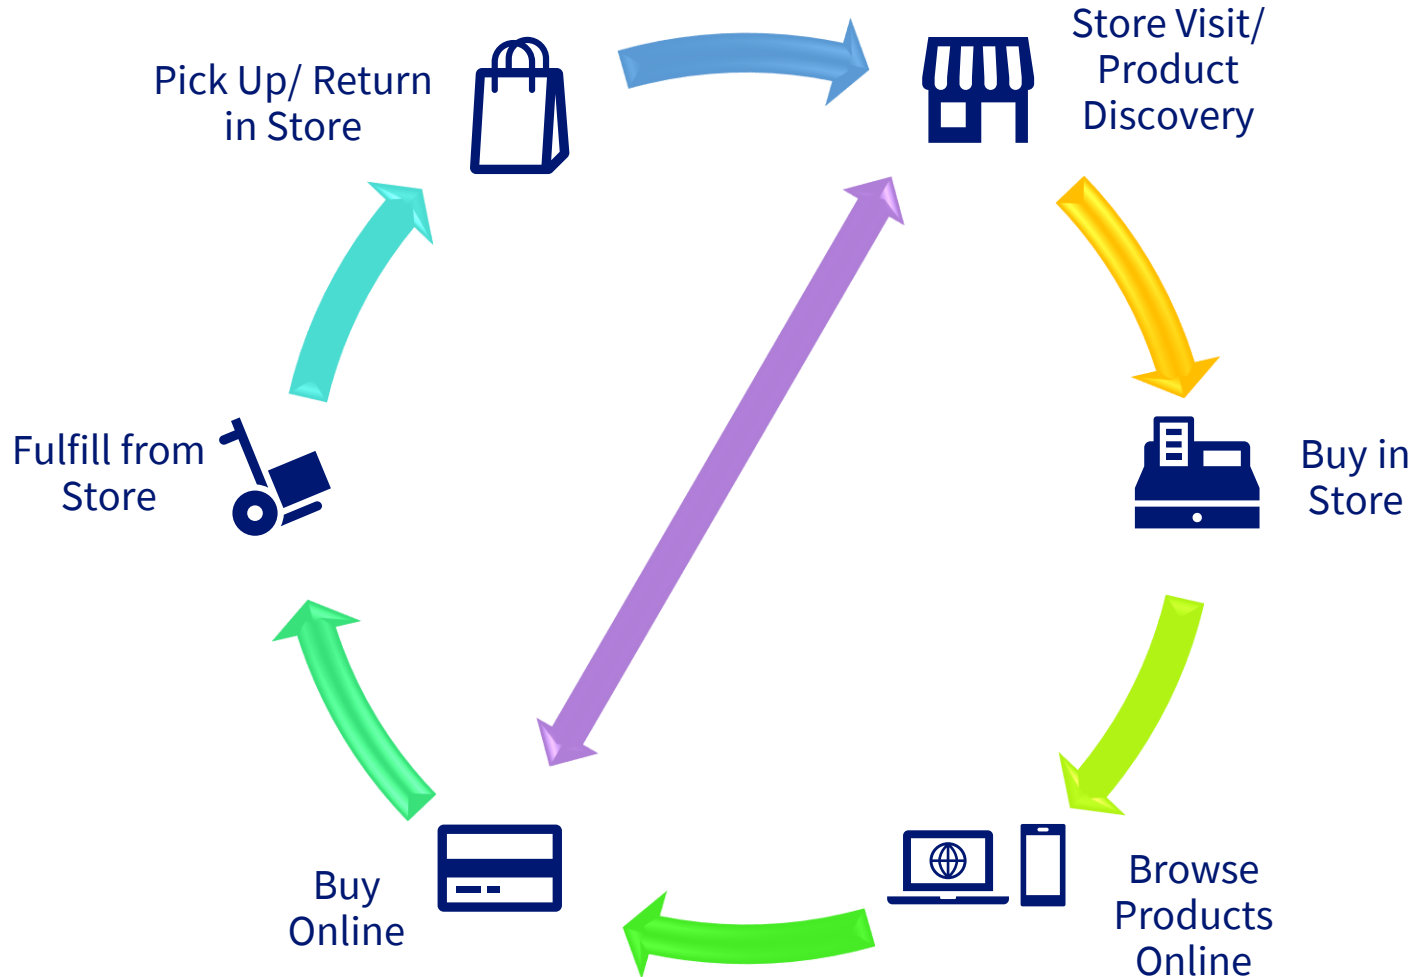 Pick Up/ Return
in Store
Store Visit/
Product
Discovery
Fulfill from
Store
Buy in
Store
Buy
Online
Browse
Products
Online